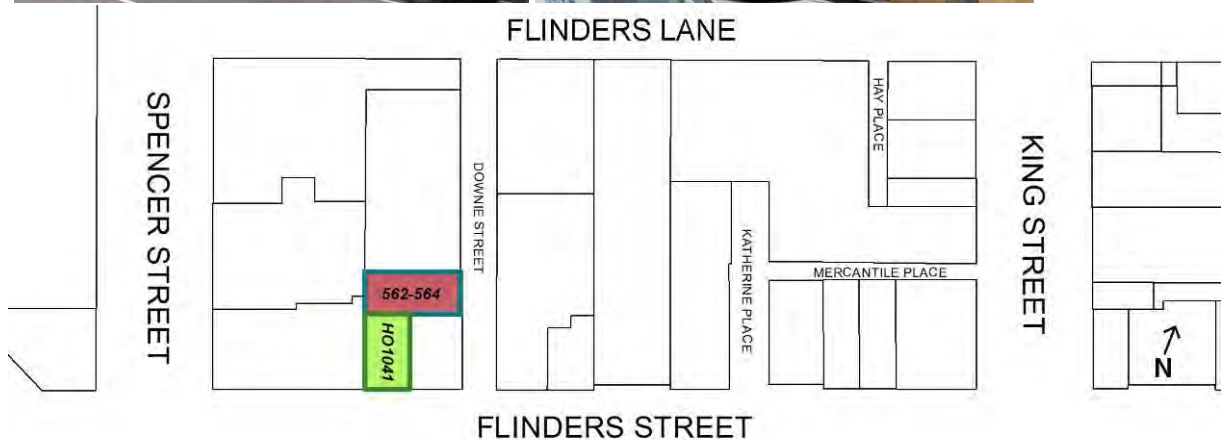 FLINDERS LANE
SPENCER STREET
HAY PLACE
KING STREET
DOWNIE STREET
KATHERINE PLACE
MERCANTILE PLACE
562-564
HO1041
N
FLINDERS STREET